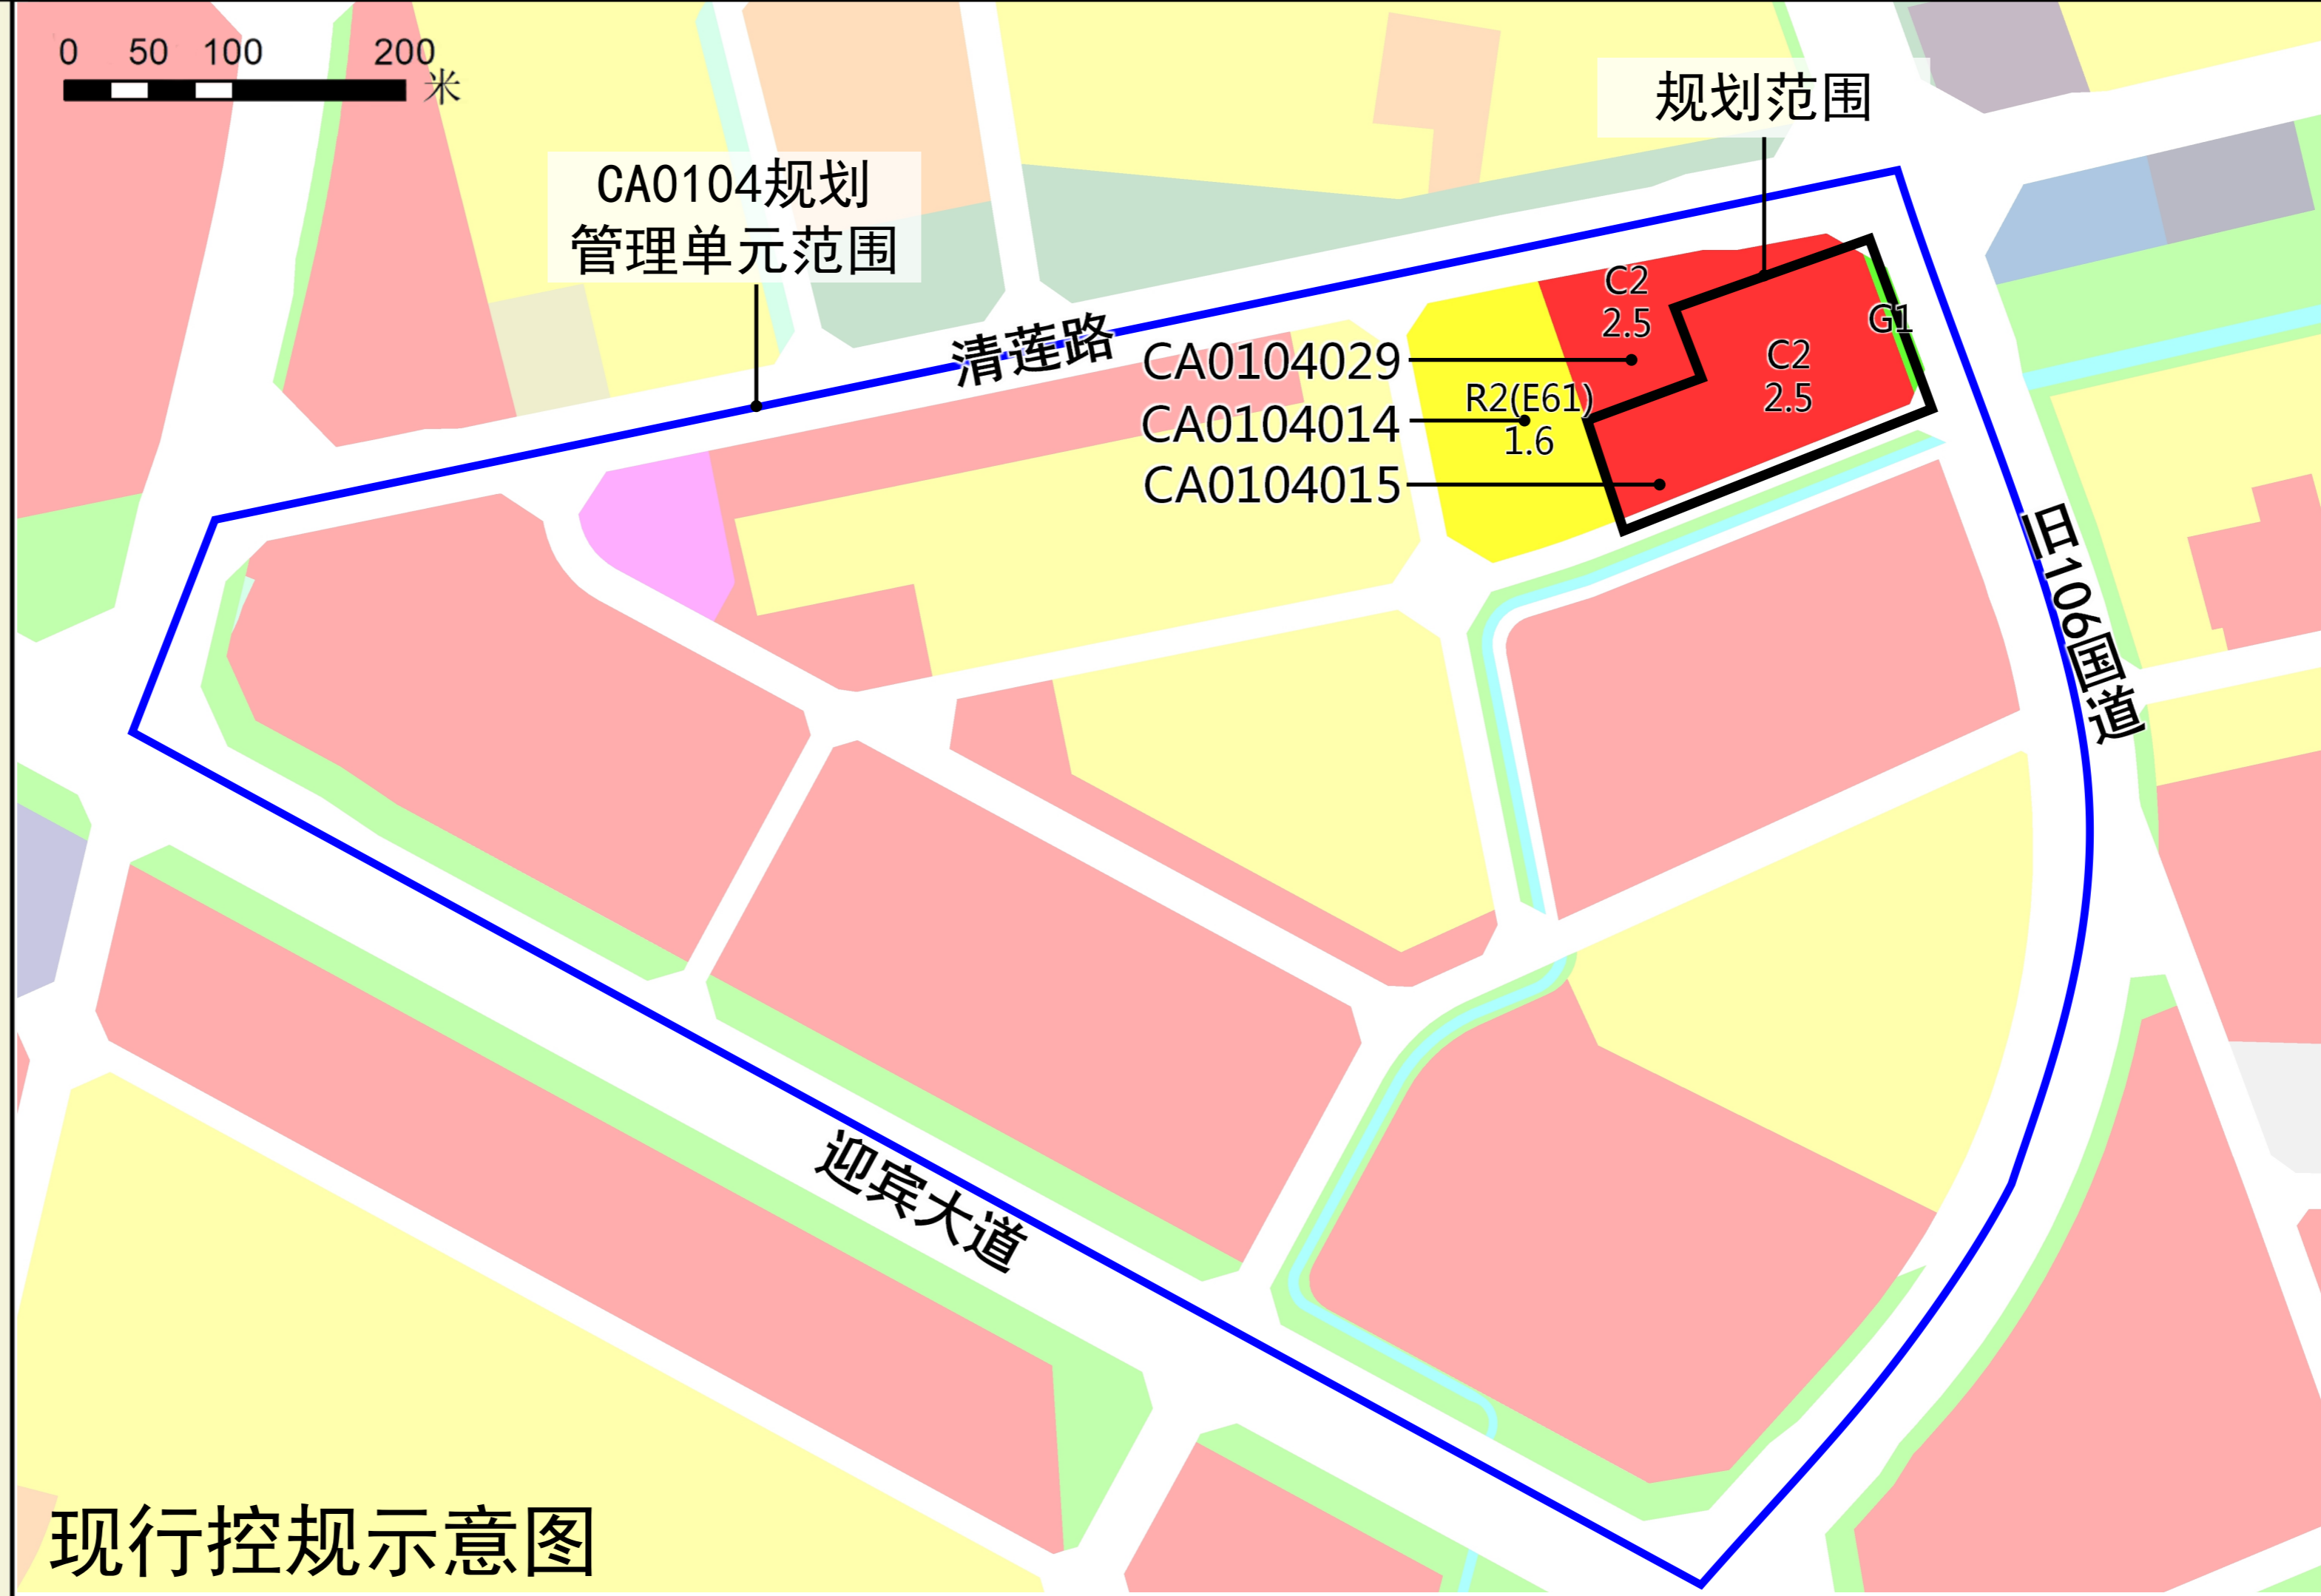 0 50 100 200
米
规划范围
CA0104规划
管理单元范围
C2
2.5
G1
清莲路
CA0104029
C2
2.5
R2(E61)
1.6
CA0104014
CA0104015
旧106国道
迎宾大道
现行控规示意图